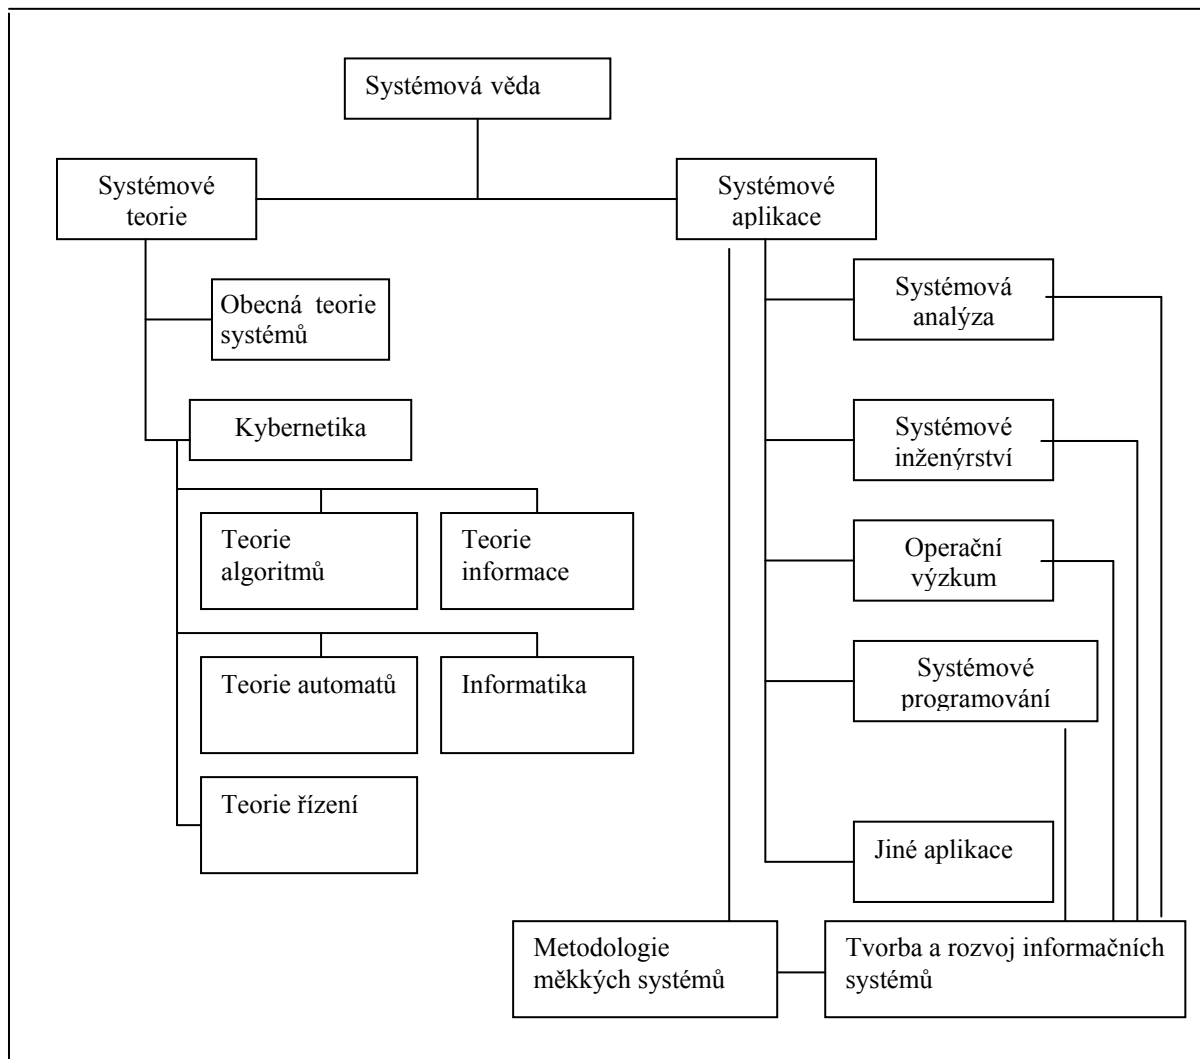 Systémová věda
Systémové
teorie
Systémové
aplikace
Obecná teorie
systémů
Kybernetika
Teorie
algoritmů
Teorie
informace
Teorie automatů
Informatika
Teorie řízení
Systémová
analýza
Systémové
inženýrství
Operační
výzkum
Systémové
programování
Jiné aplikace
Metodologie
měkkých systémů
Tvorba a rozvoj informačních
systémů